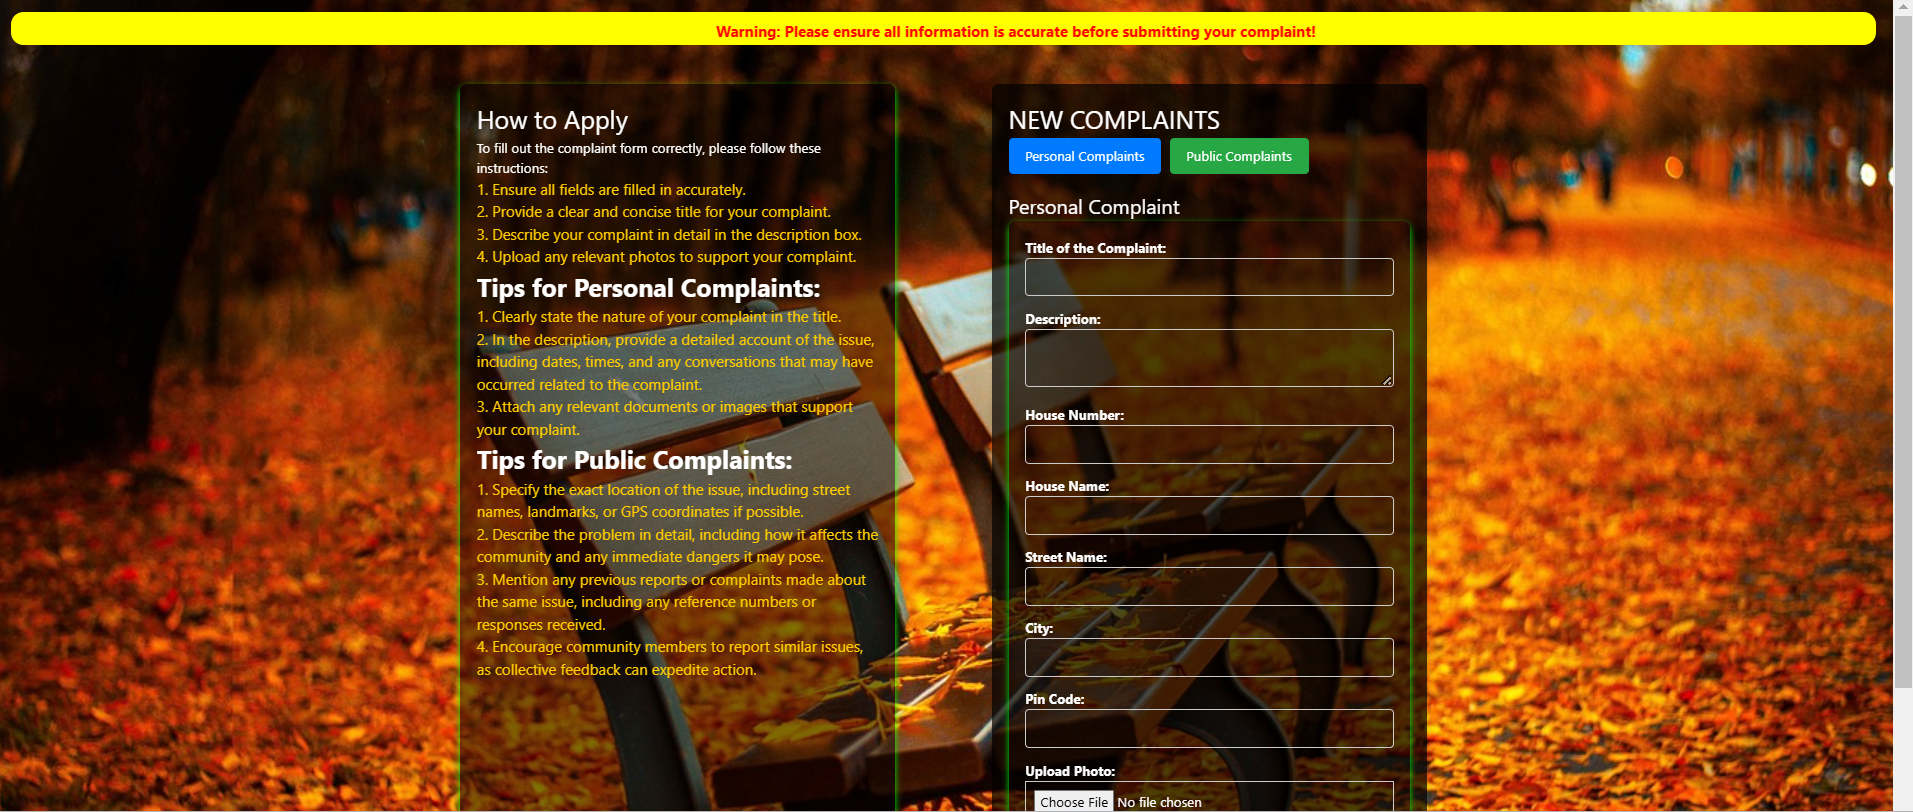 Warning: Please ensure all information is accurate before submitting your complaint!
How to Apply
To fill out the complaint form correctly, please follow these
instructions:
1. Ensure all fields are filled in accurately.
2. Provide a clear and concise title for your complaint.
3. Describe your complaint in detail in the description box.
4. Upload any relevant photos to support your complaint.
Tips for Personal Complaints:
1. Clearly state the nature of your complaint in the title.
2. In the description, provide a detailed account of the issue,
including dates, times, and any conversations that may have
occurred related to the complaint.
3. Attach any relevant documents or images that support
your complaint.
Tips for Public Complaints:
1. Specify the exact location of the issue, including street
names, landmarks, or GPS coordinates if possible.
2. Describe the problem in detail, including how it affects the
community and any immediate dangers it may pose.
3. Mention any previous reports or complaints made about
the same issue, including any reference numbers or
responses received.
4. Encourage community members to report similar issues,
as collective feedback can expedite action.
NEW COMPLAINTS
Personal Complaints
Public Complaints
Personal Complaint
Title of the Complaint:
Description:
House Number:
House Name:
Street Name:
City:
Pin Code:
Upload Photo:
Choose File No file chosen